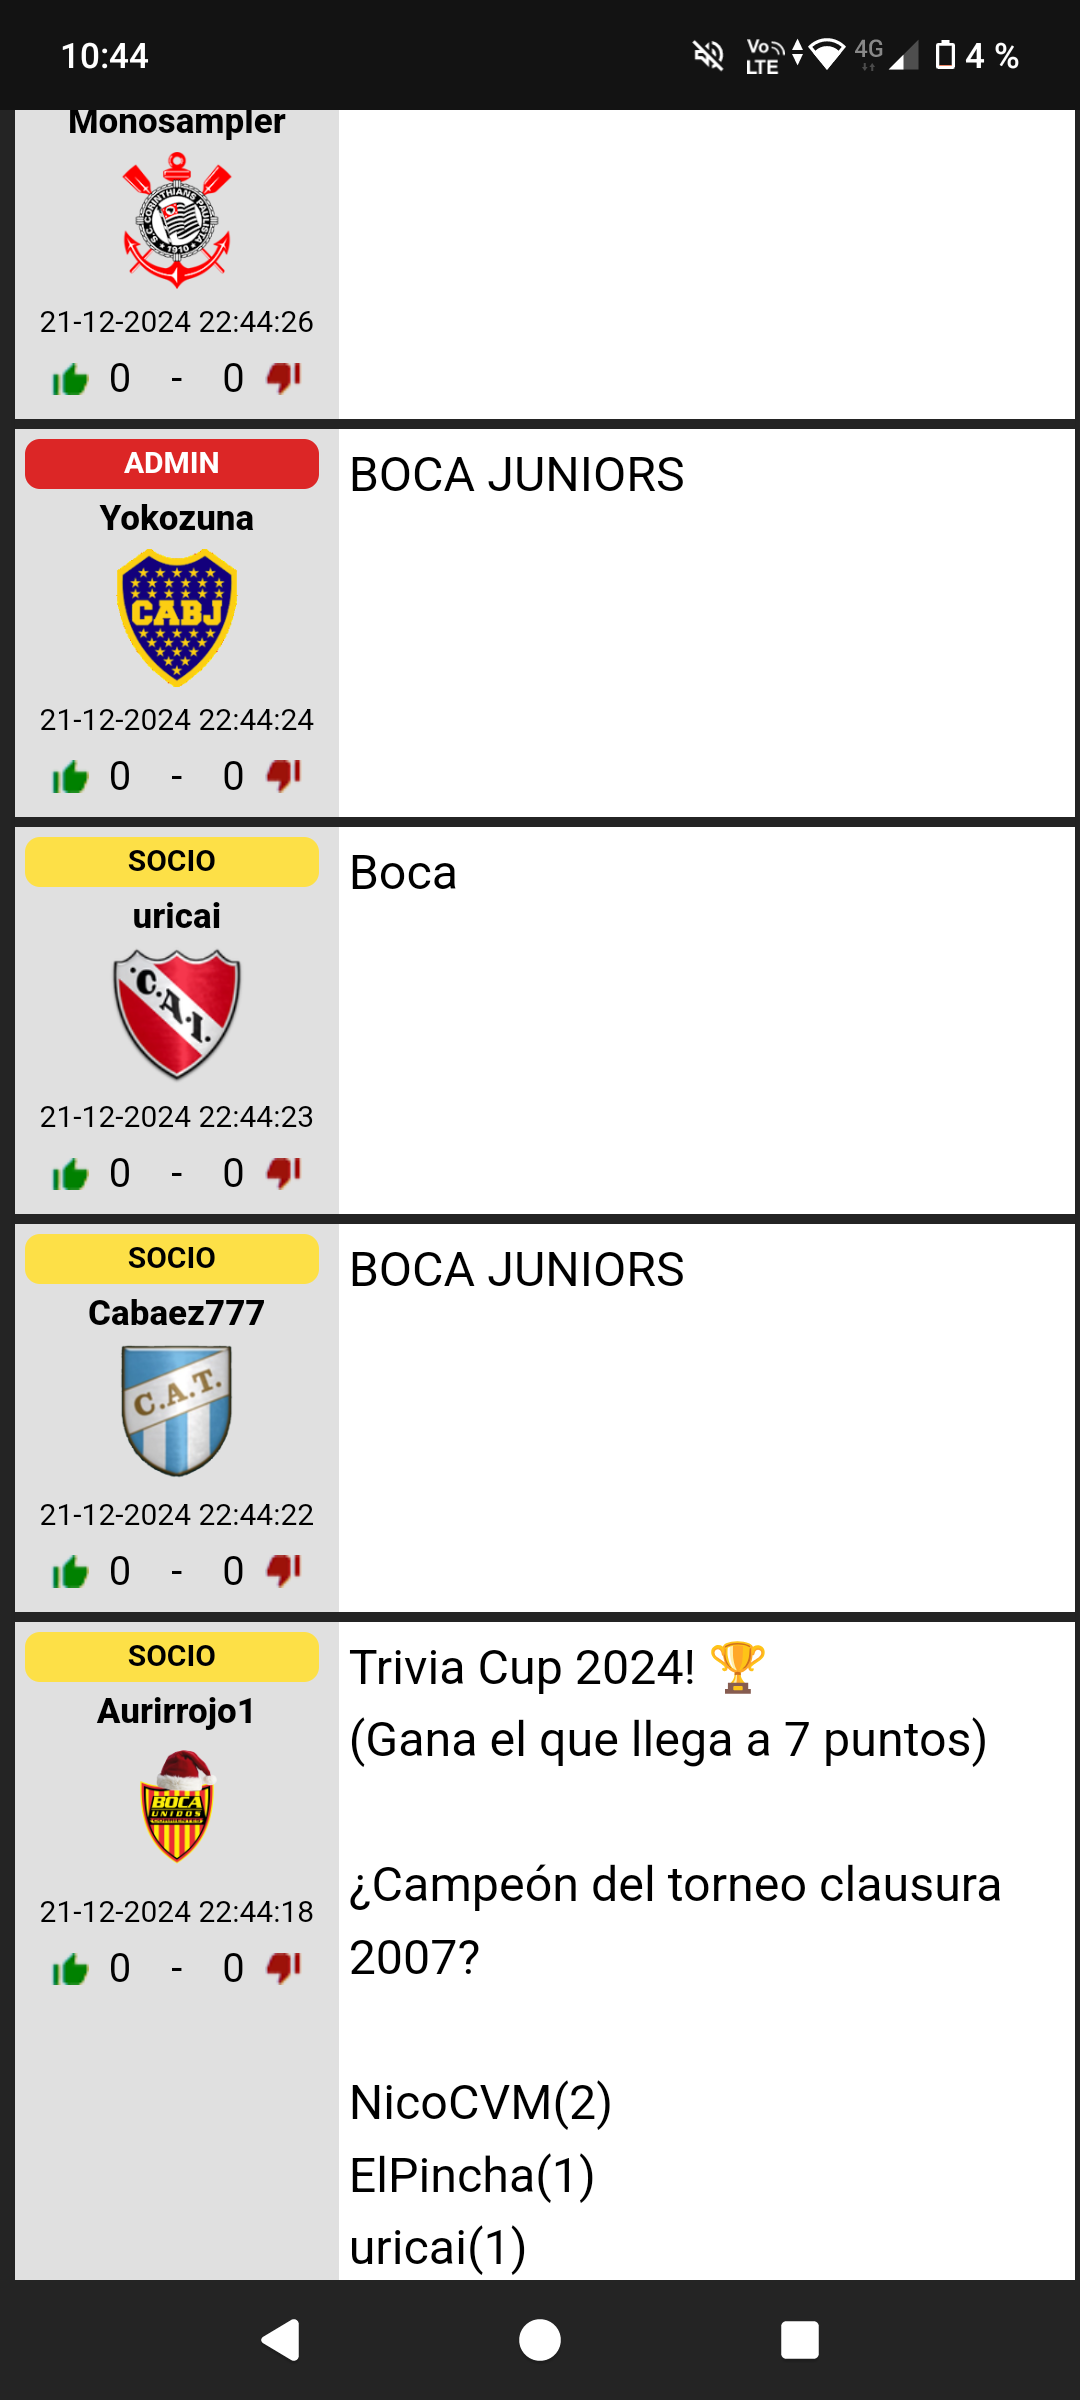 10:44
Vo
LTE
4G
4 %
Monosampler
S.C. CORINTHIANS PAULISTA
1910
21-12-2024 22:44:26
0 - 0
ADMIN
BOCA JUNIORS
Yokozuna
CABJ
21-12-2024 22:44:24
0 - 0
SOCIO
Boca
uricai
C.A.I.
21-12-2024 22:44:23
0 - 0
SOCIO
BOCA JUNIORS
Cabaez777
C.A.T.
21-12-2024 22:44:22
0 - 0
SOCIO
Aurirrojo1
BOCA
UNIDOS
CORRIENTES
21-12-2024 22:44:18
0 - 0
Trivia Cup 2024! 🏆
(Gana el que llega a 7 puntos)
¿Campeón del torneo clausura
2007?
NicoCVM(2)
ElPincha(1)
uricai(1)